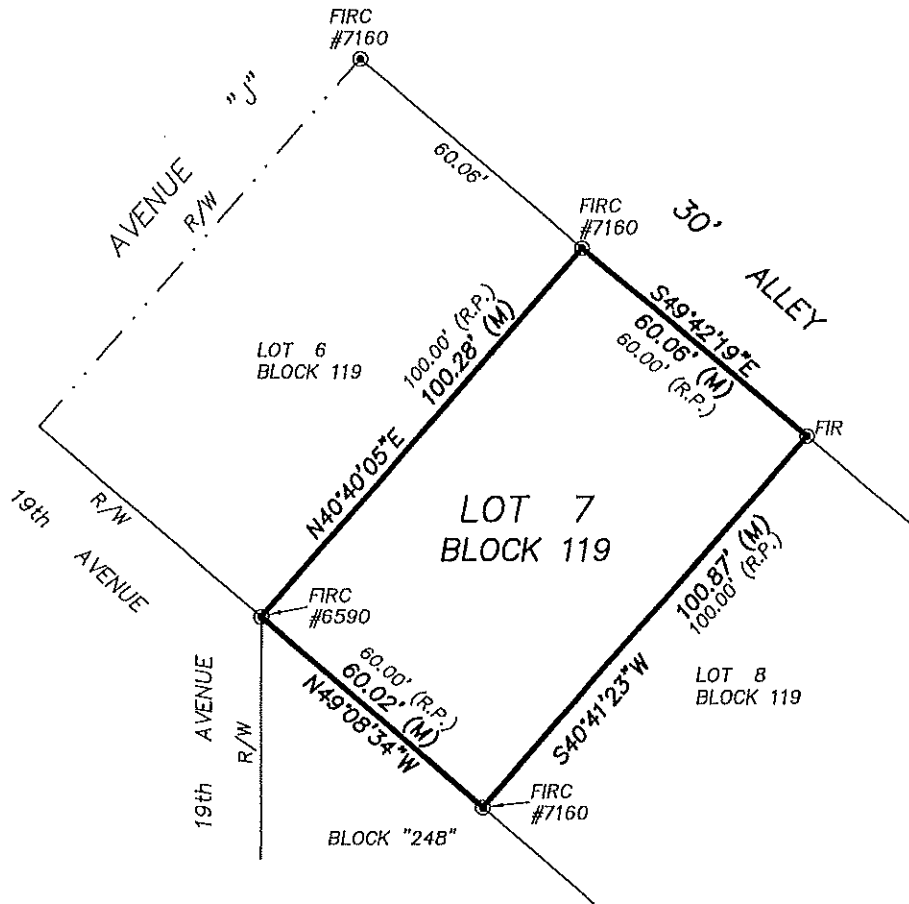 FIRC
#7160
AVENUE "J"
R/W
60.06'
FIRC
#7160
30' ALLEY
S49°42'19"E
60.06' (M)
60.00' (R.P.)
LOT 6
BLOCK 119
100.00' (R.P.)
100.28' (M)
N40°40'05"E
FIR
R/W
19th AVENUE
LOT 7
BLOCK 119
100.87' (M)
100.00' (R.P.)
S40°41'23"W
FIRC
#6590
60.00' (R.P.)
60.02' (M)
N49°08'34"W
LOT 8
BLOCK 119
19th AVENUE
R/W
FIRC
#7160
BLOCK "248"